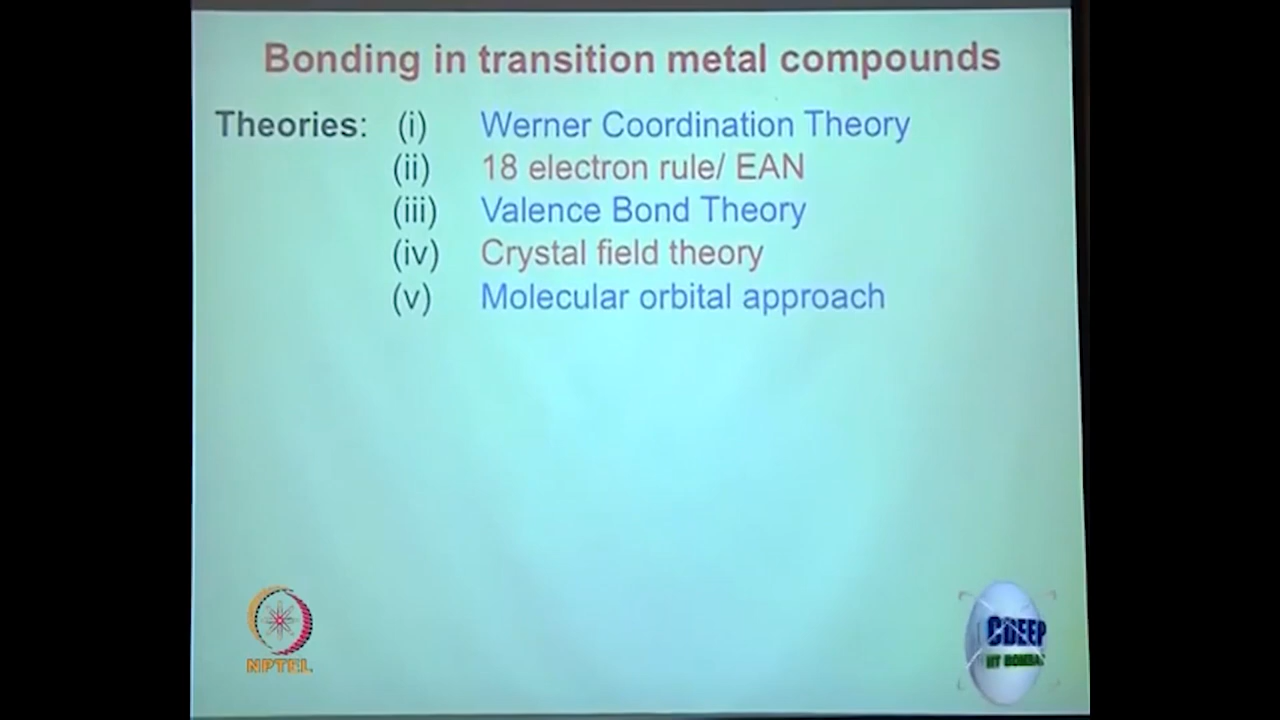 Bonding in transition metal compounds
Theories: (i) Werner Coordination Theory
(ii) 18 electron rule/ EAN
(iii) Valence Bond Theory
(iv) Crystal field theory
(v) Molecular orbital approach
NPTEL
CDEEP
IIT BOMBAY